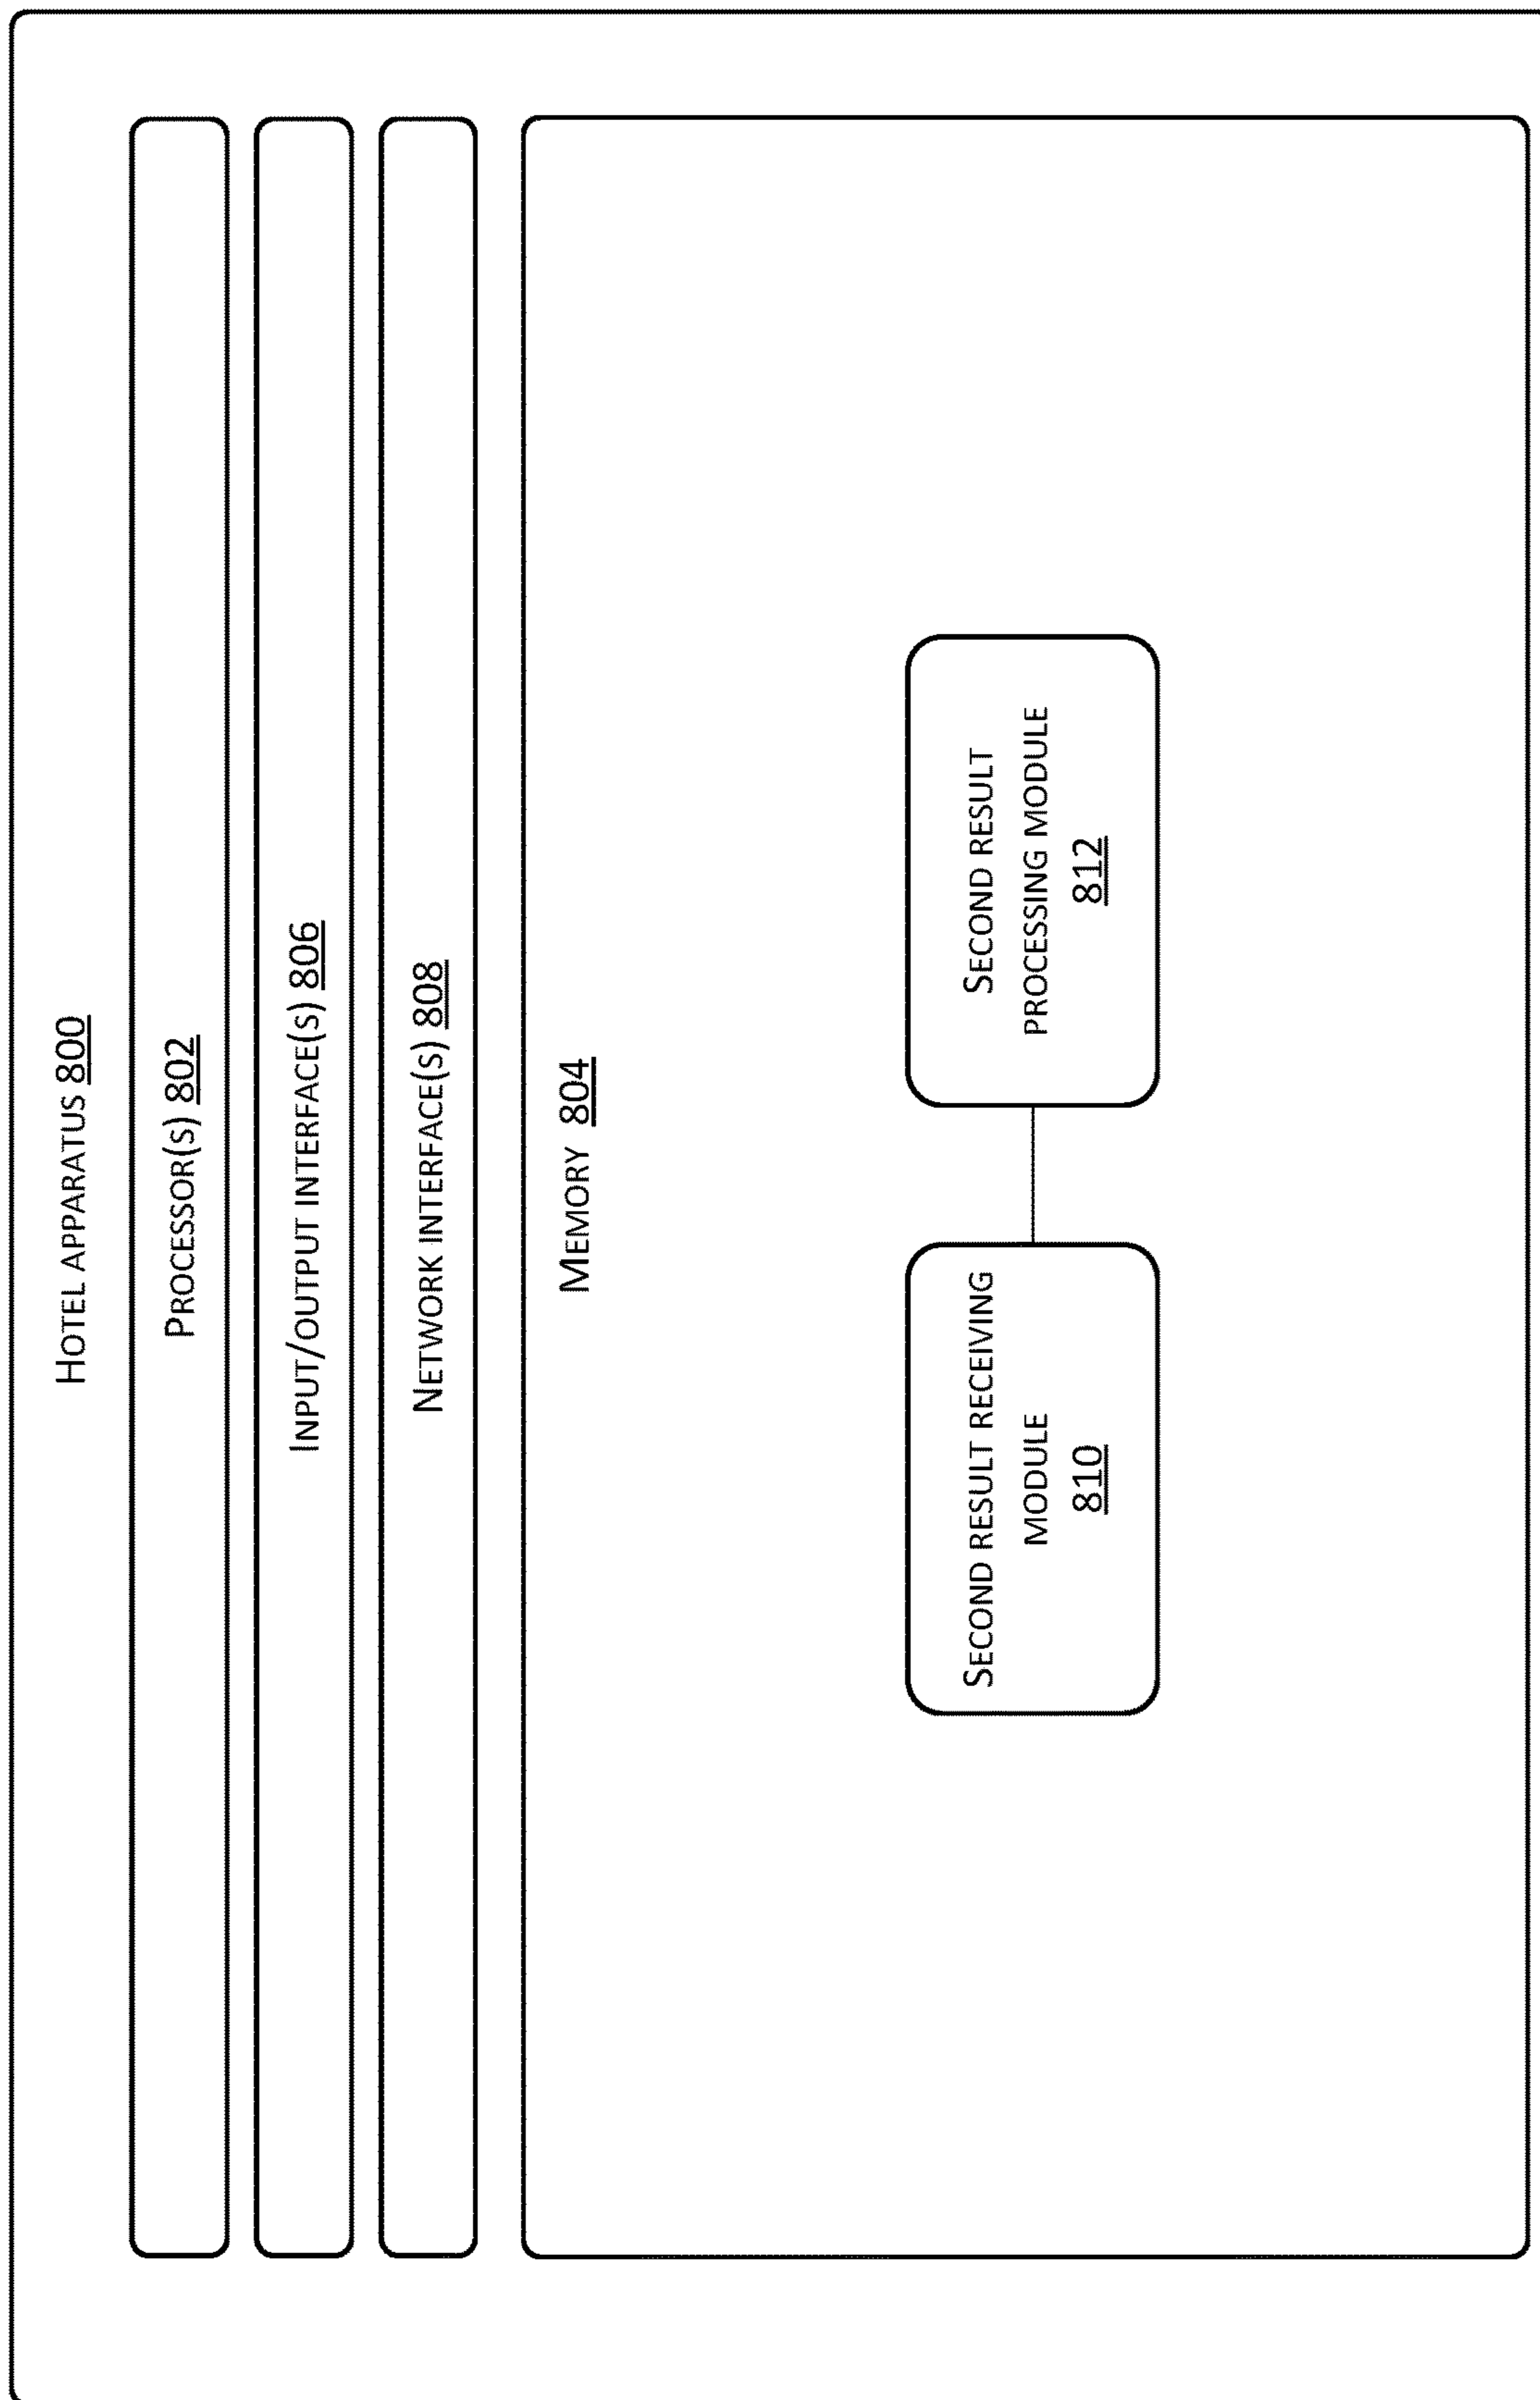 HOTEL APPARATUS 800
PROCESSOR(S) 802
INPUT/OUTPUT INTERFACE(S) 806
NETWORK INTERFACE(S) 808
MEMORY 804
SECOND RESULT RECEIVING
MODULE
810
SECOND RESULT
PROCESSING MODULE
812